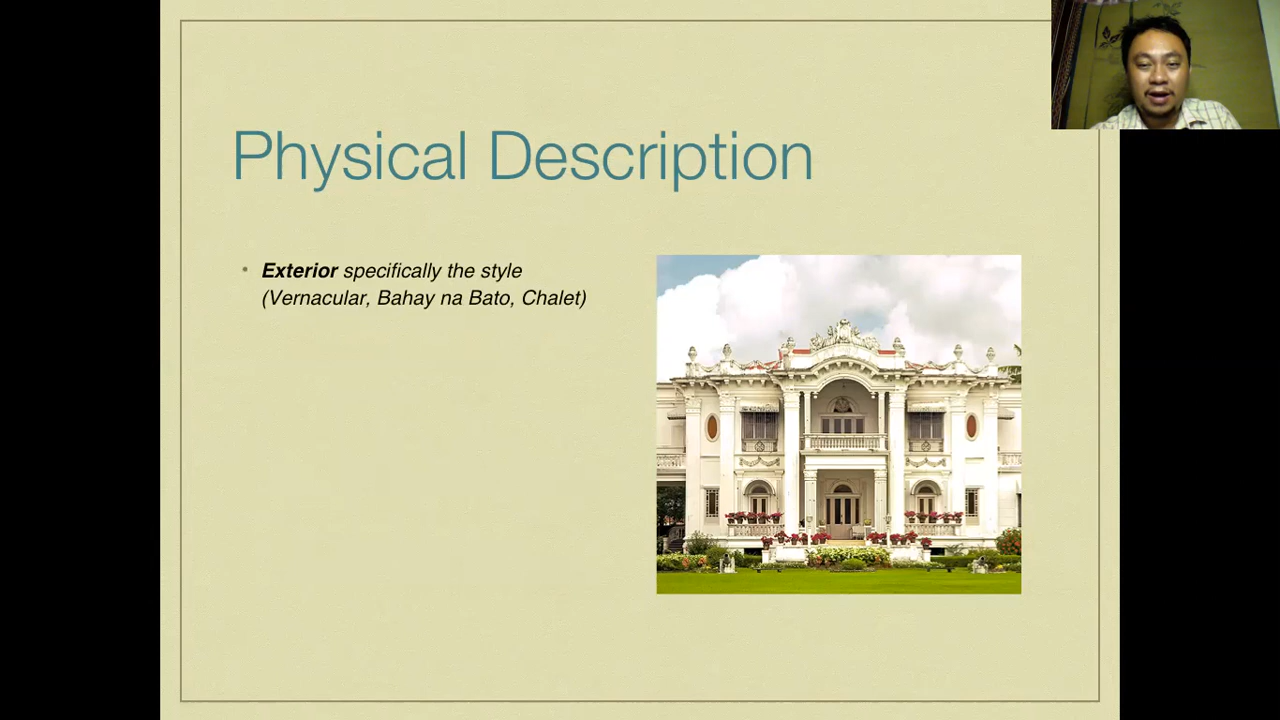 Physical Description
• Exterior specifically the style
(Vernacular, Bahay na Bato, Chalet)